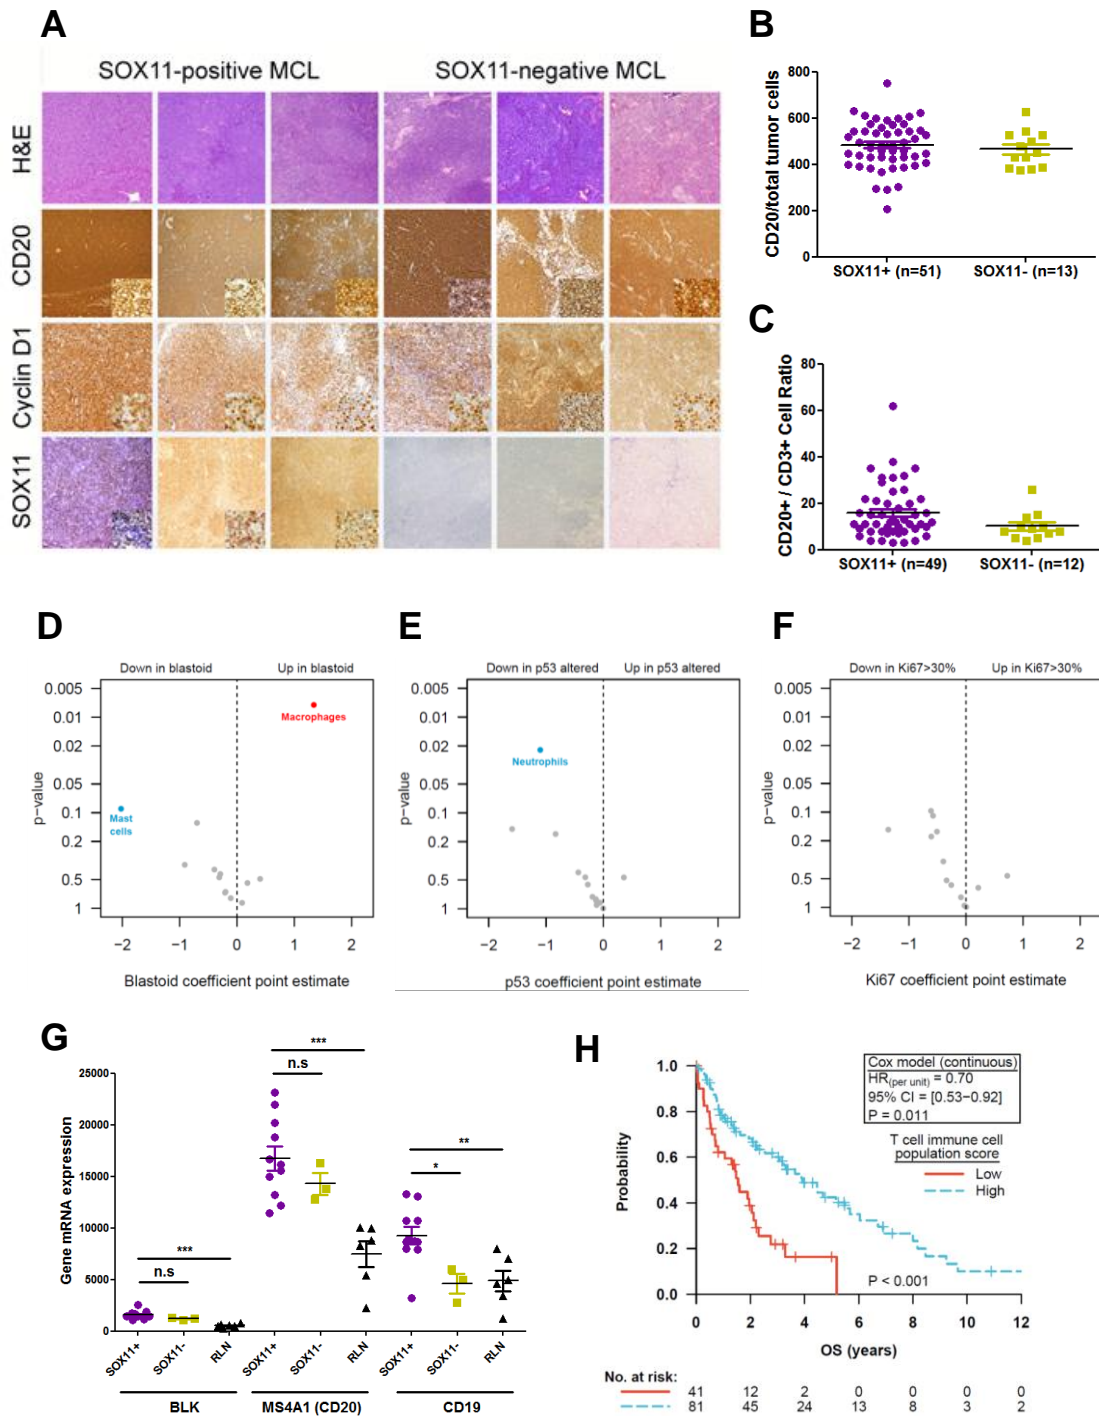 A
SOX11-positive MCL
SOX11-negative MCL
H&E
CD20
Cyclin D1
SOX11
B
CD20/total tumor cells
800
600
400
200
0
SOX11+ (n=51)
SOX11- (n=13)
C
CD20+ / CD3+ Cell Ratio
80
60
40
20
0
SOX11+ (n=49)
SOX11- (n=12)
D
Down in blastoid
Up in blastoid
p-value
0.005
0.01
0.02
0.05
0.1
0.2
0.5
1
Macrophages
Mast
cells
−2 −1 0 1 2
Blastoid coefficient point estimate
E
Down in p53 altered
Up in p53 altered
p-value
0.005
0.01
0.02
0.05
0.1
0.2
0.5
1
Neutrophils
−2 −1 0 1 2
p53 coefficient point estimate
F
Down in Ki67>30%
Up in Ki67>30%
p-value
0.005
0.01
0.02
0.05
0.1
0.2
0.5
1
−2 −1 0 1 2
Ki67 coefficient point estimate
G
Gene mRNA expression
25000
20000
15000
10000
5000
0
***
n.s
***
n.s
**
*
SOX11+ SOX11- RLN SOX11+ SOX11- RLN SOX11+ SOX11- RLN
BLK MS4A1 (CD20) CD19
H
Probability
1.0
0.8
0.6
0.4
0.2
0.0
Cox model (continuous)
HR(per unit) = 0.70
95% CI = [0.53−0.92]
P = 0.011
T cell immune cell
population score
Low
High
P < 0.001
0 2 4 6 8 10 12
OS (years)
No. at risk:
41 12 2 0 0 0 0
81 45 24 13 8 3 2